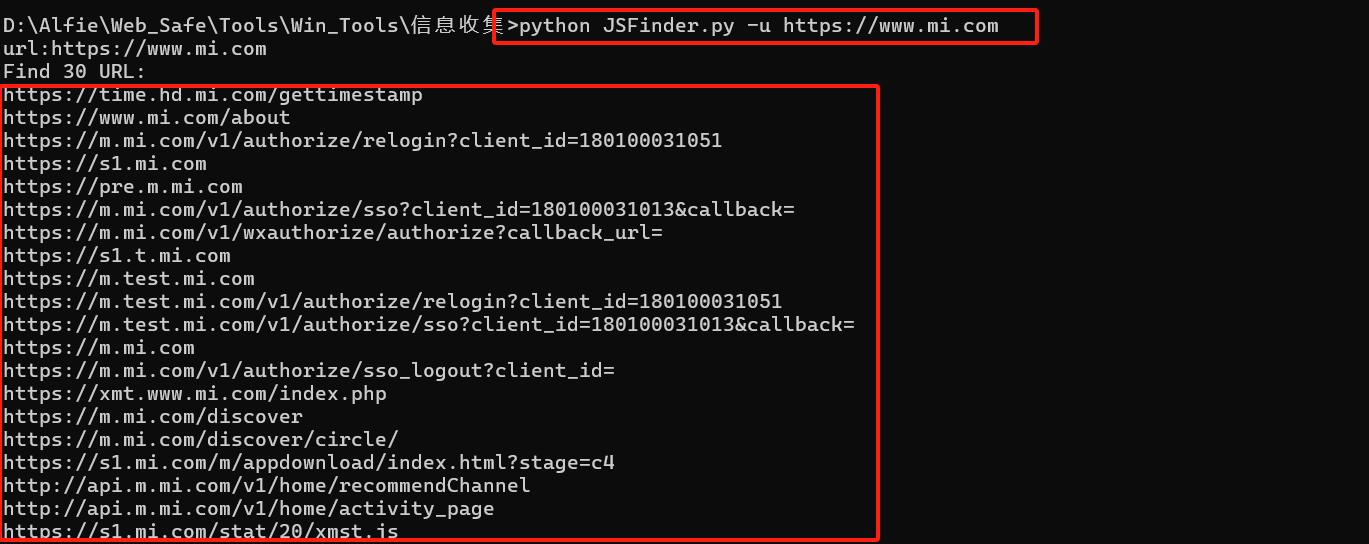 D:\Alfie\Web_Safe\Tools\Win_Tools\信息收集>python JSFinder.py -u https://www.mi.com
url:https://www.mi.com
Find 30 URL:
https://time.hd.mi.com/gettimestamp
https://www.mi.com/about
https://m.mi.com/v1/authorize/relogin?client_id=180100031051
https://s1.mi.com
https://pre.m.mi.com
https://m.mi.com/v1/authorize/sso?client_id=180100031013&callback=
https://m.mi.com/v1/wxauthorize/authorize?callback_url=
https://s1.t.mi.com
https://m.test.mi.com
https://m.test.mi.com/v1/authorize/relogin?client_id=180100031051
https://m.test.mi.com/v1/authorize/sso?client_id=180100031013&callback=
https://m.mi.com
https://m.mi.com/v1/authorize/sso_logout?client_id=
https://xmt.www.mi.com/index.php
https://m.mi.com/discover
https://m.mi.com/discover/circle/
https://s1.mi.com/m/appdownload/index.html?stage=c4
http://api.m.mi.com/v1/home/recommendChannel
http://api.m.mi.com/v1/home/activity_page
https://s1.mi.com/stat/20/xmst.js